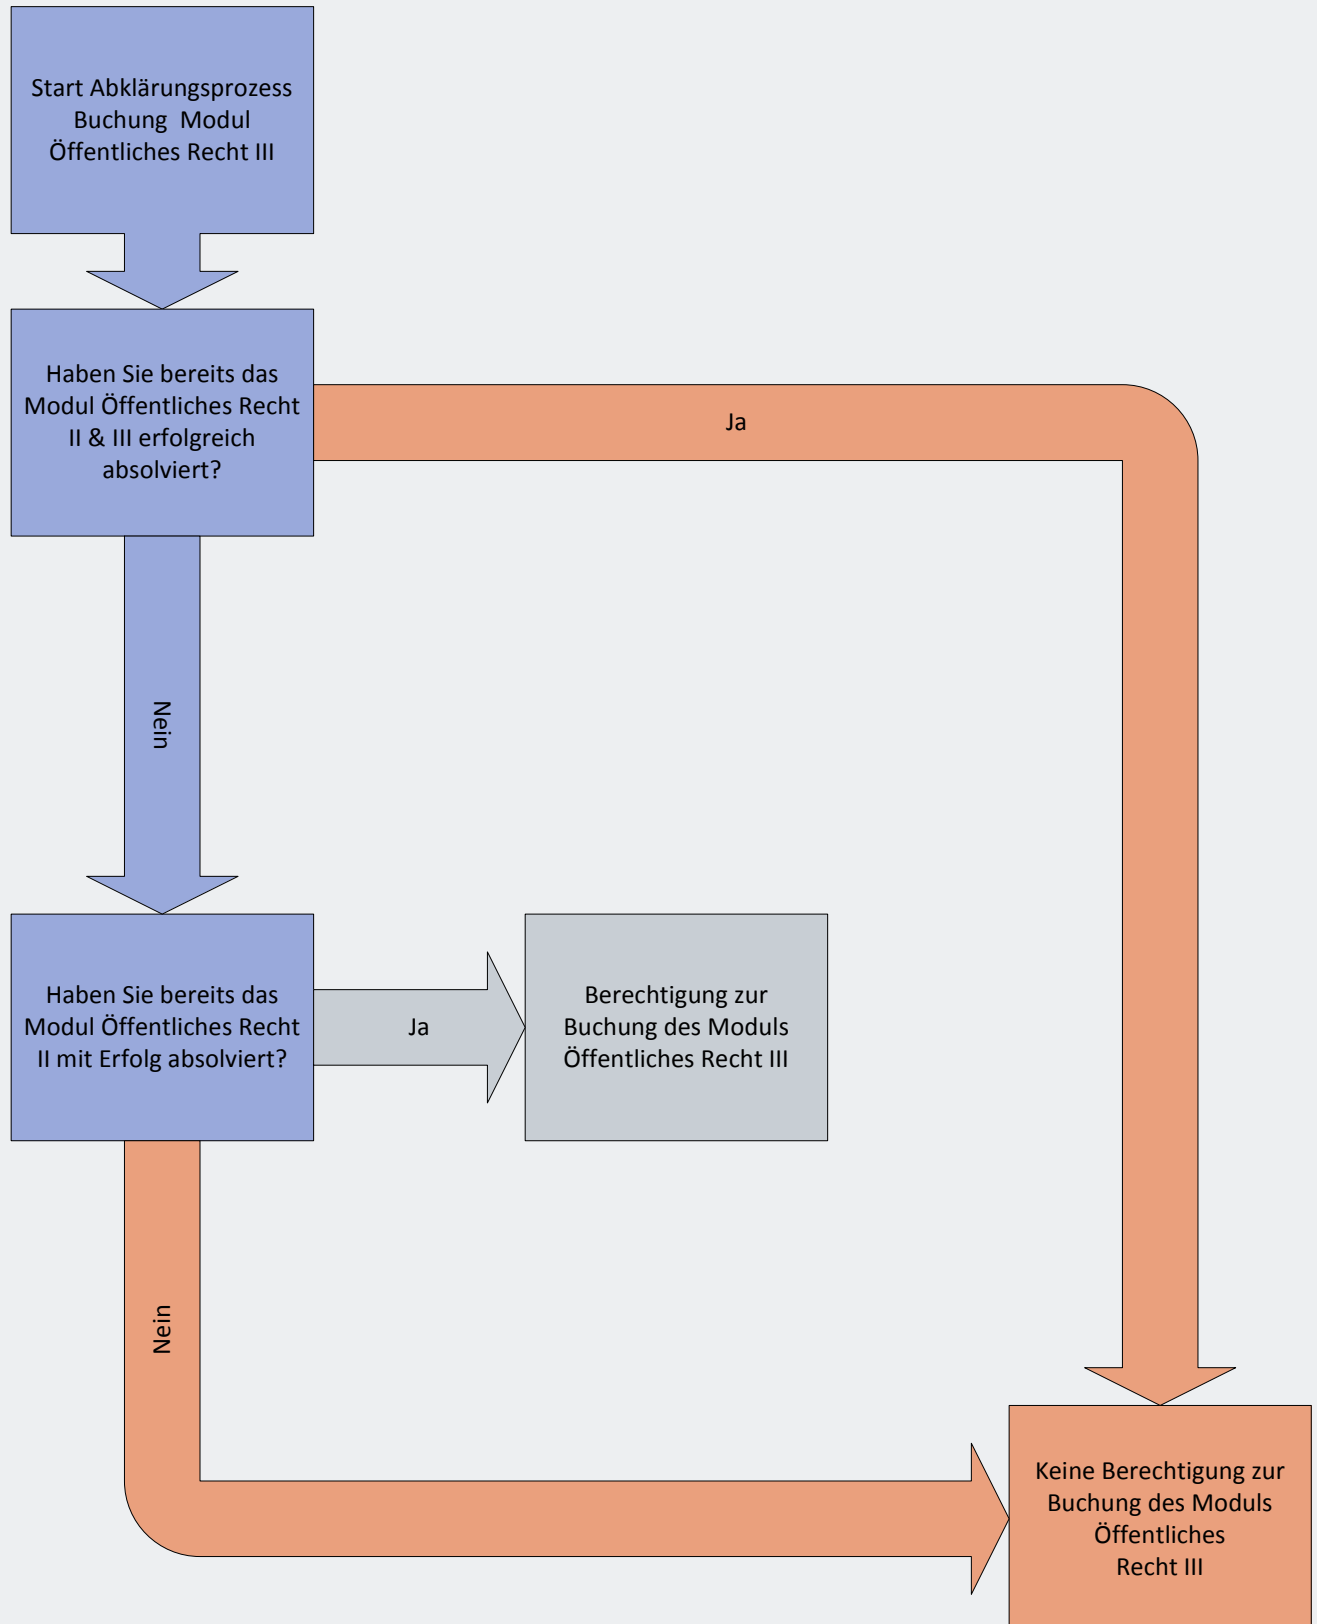 Start Abklärungsprozess
Buchung  Modul
Öffentliches Recht III
Haben Sie bereits das
Modul Öffentliches Recht
II & III erfolgreich
absolviert?
Ja
Nein
Haben Sie bereits das
Modul Öffentliches Recht
II mit Erfolg absolviert?
Ja
Berechtigung zur
Buchung des Moduls
Öffentliches Recht III
Nein
Keine Berechtigung zur
Buchung des Moduls
Öffentliches
Recht III